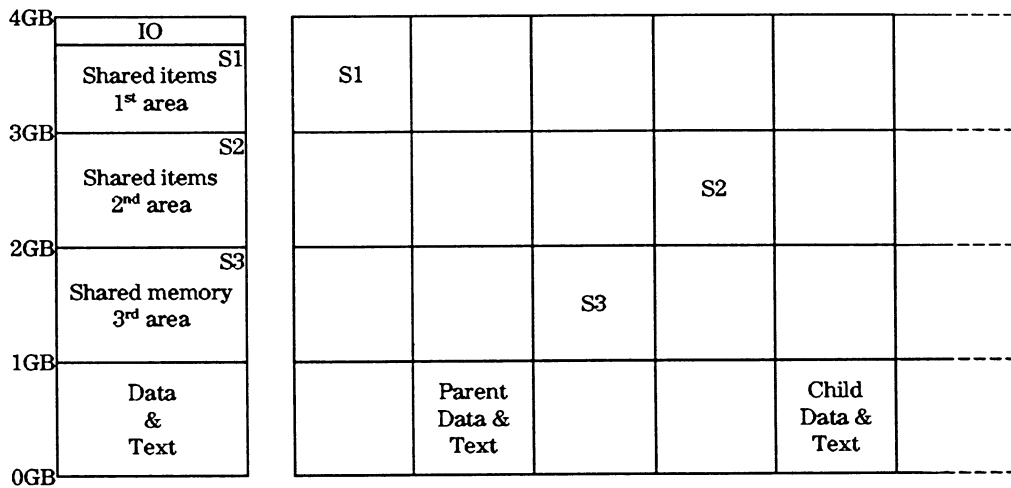 4GB
IO
S1
Shared items
1st area
3GB
S2
Shared items
2nd area
2GB
S3
Shared memory
3rd area
1GB
Data
&
Text
0GB
S1
S2
S3
Parent
Data &
Text
Child
Data &
Text